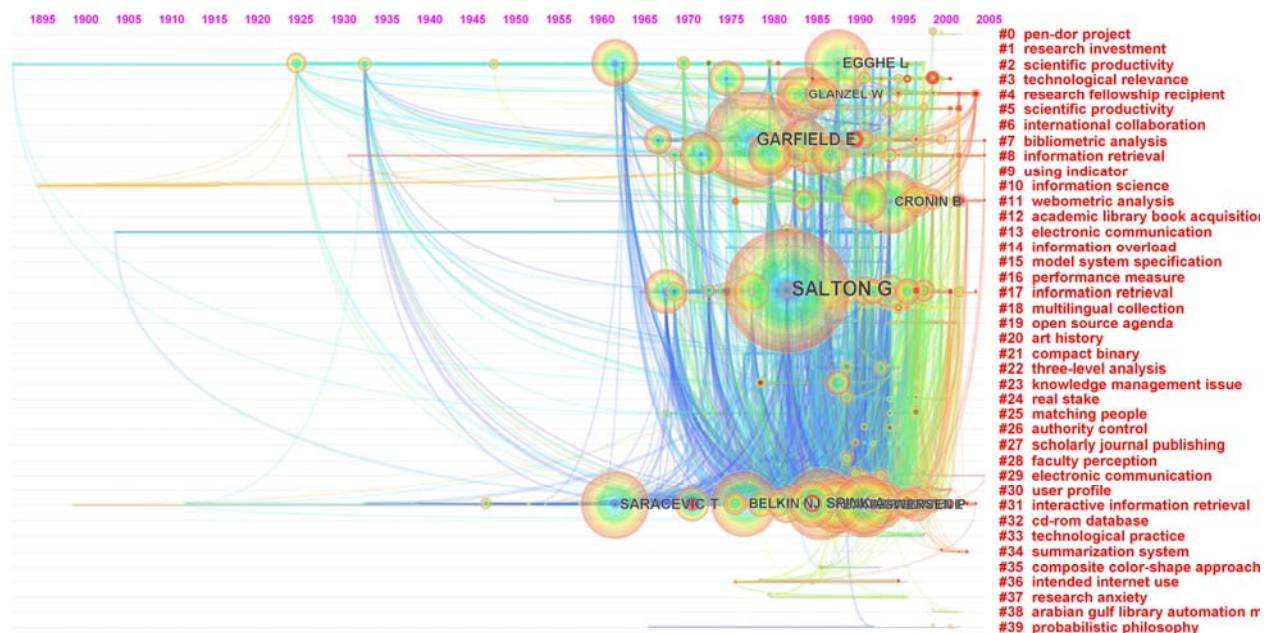 1895 1900 1905 1910 1915 1920 1925 1930 1935 1940 1945 1950 1955 1960 1965 1970 1975 1980 1985 1990 1995 2000 2005
#0 pen-dor project
#1 research investment
EGGHE L
#2 scientific productivity
#3 technological relevance
GLANZEL W
#4 research fellowship recipient
#5 scientific productivity
#6 international collaboration
GARFIELD E
#7 bibliometric analysis
#8 information retrieval
#9 using indicator
#10 information science
CRONIN B
#11 webometric analysis
#12 academic library book acquisition
#13 electronic communication
#14 information overload
#15 model system specification
#16 performance measure
SALTON G
#17 information retrieval
#18 multilingual collection
#19 open source agenda
#20 art history
#21 compact binary
#22 three-level analysis
#23 knowledge management issue
#24 real stake
#25 matching people
#26 authority control
#27 scholarly journal publishing
#28 faculty perception
#29 electronic communication
#30 user profile
SARACEVIC T BELKIN NJ SPINK A
#31 interactive information retrieval
#32 cd-rom database
#33 technological practice
#34 summarization system
#35 composite color-shape approach
#36 intended internet use
#37 research anxiety
#38 arabian gulf library automation m
#39 probabilistic philosophy